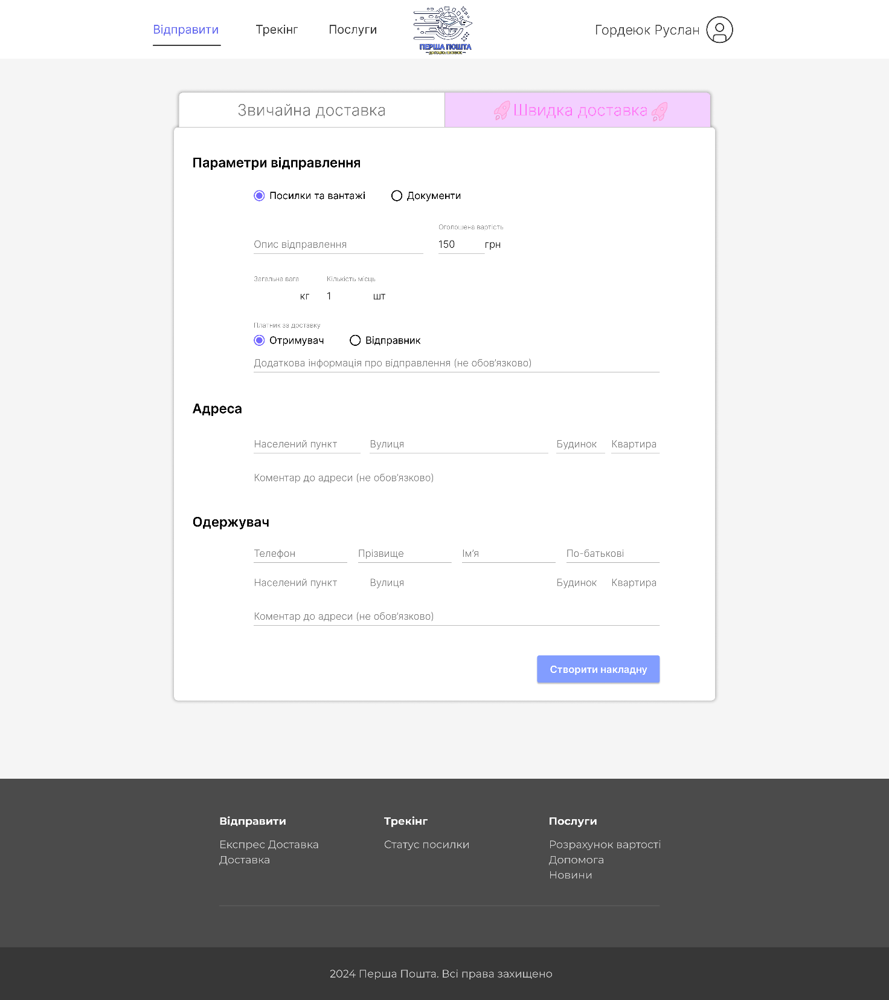 Відправити
Трекінг
Послуги
ПЕРША ПОШТА
Гордеюк Руслан
Звичайна доставка
Швидка доставка
Параметри відправлення
Посилки та вантажі
Документи
Оголошена вартість
Опис відправлення
150 грн
Загальна вага
Кількість місць
кг
1 шт
Платник за доставку
Отримувач
Відправник
Додаткова інформація про відправлення (не обов’язково)
Адреса
Населений пункт
Вулиця
Будинок
Квартира
Коментар до адреси (не обов’язково)
Одержувач
Телефон
Прізвище
Ім’я
По-батькові
Населений пункт
Вулиця
Будинок
Квартира
Коментар до адреси (не обов’язково)
Створити накладну
Відправити
Експрес Доставка
Доставка
Трекінг
Статус посилки
Послуги
Розрахунок вартості
Допомога
Новини
2024 Перша Пошта. Всі права захищено